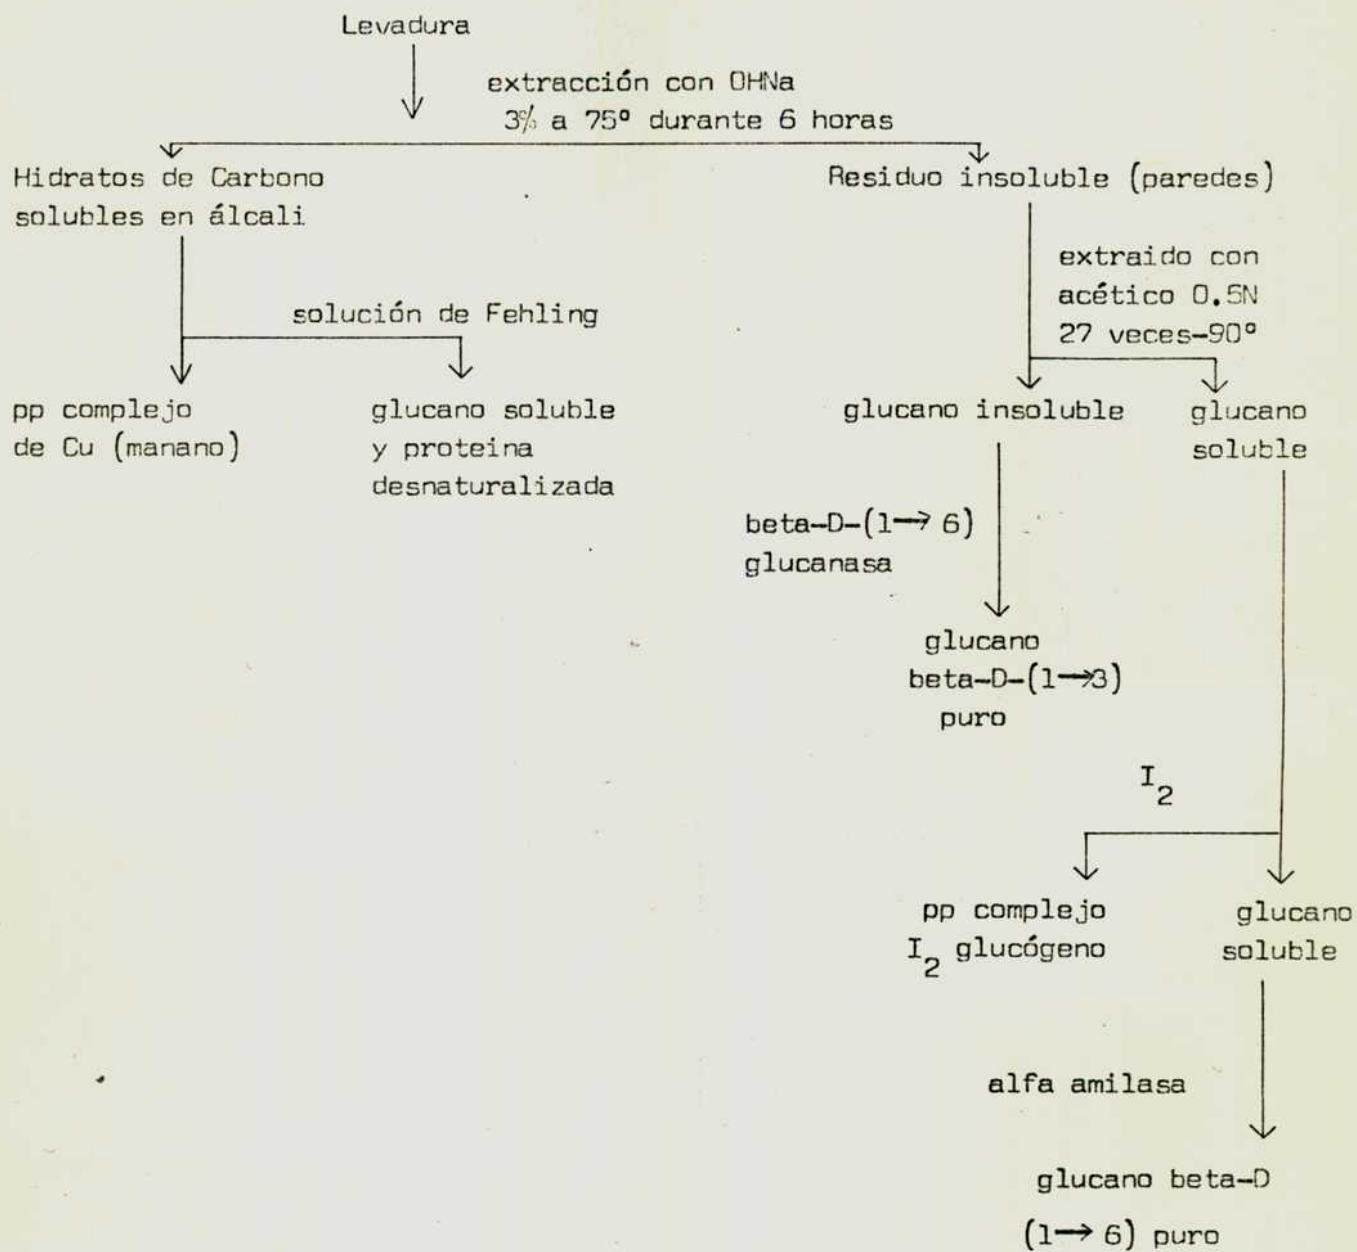 Levadura
extracción con OHNa
3% a 75º durante 6 horas
Hidratos de Carbono
solubles en álcali
Residuo insoluble (paredes)
extraido con
acético 0.5N
27 veces-90º
solución de Fehling
pp complejo
de Cu (manano)
glucano soluble
y proteina
desnaturalizada
glucano insoluble
glucano
soluble
beta-D-(1→ 6)
glucanasa
glucano
beta-D-(1→3)
puro
I2
pp complejo
I2 glucógeno
glucano
soluble
alfa amilasa
glucano beta-D
(1→ 6) puro